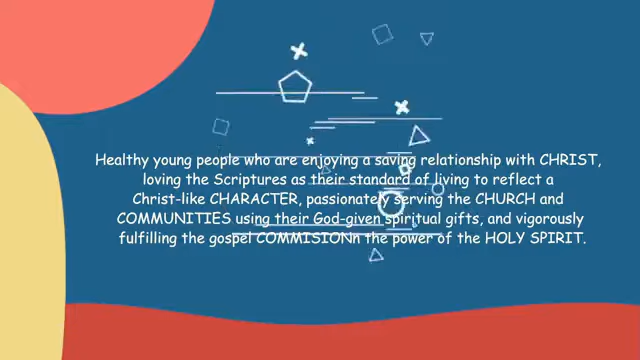 Healthy young people who are enjoying a saving relationship with CHRIST,
loving the Scriptures as their standard of living to reflect a
Christ-like CHARACTER, passionately serving the CHURCH and
COMMUNITIES using their God-given spiritual gifts, and vigorously
fulfilling the gospel COMMISIONn the power of the HOLY SPIRIT.